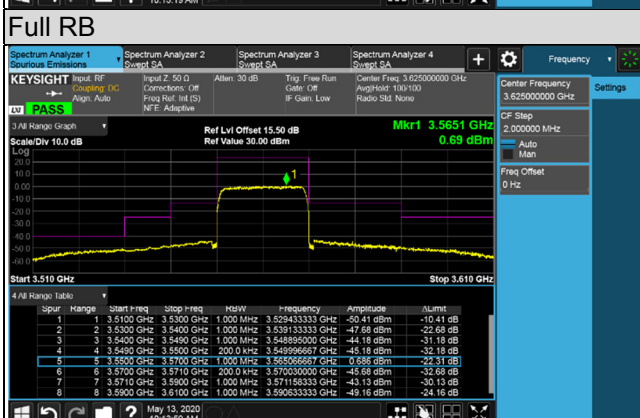 10:13:19 AM
Full RB
Spectrum Analyzer 1
Spurious Emissions
Spectrum Analyzer 2
Swept SA
Spectrum Analyzer 3
Swept SA
Spectrum Analyzer 4
Swept SA
Frequency
KEYSIGHT
Input: RF
Coupling: DC
Align: Auto
Input Z: 50 Ω
Corrections: Off
Freq Ref: Int (S)
NFE: Adaptive
Atten: 30 dB
Trig: Free Run
Gate: Off
IF Gain: Low
Center Freq: 3.625000000 GHz
Avg|Hold: 100/100
Radio Std: None
LXI PASS
Center Frequency
3.625000000 GHz
Settings
CF Step
2.000000 MHz
Auto
Man
Freq Offset
0 Hz
3 All Range Graph
Ref Lvl Offset 15.50 dB
Mkr1 3.5651 GHz
Scale/Div 10.0 dB
Ref Value 30.00 dBm
0.69 dBm
Log
20.0
10.0
0.00
-10.0
-20.0
-30.0
-40.0
-50.0
-60.0
1
Start 3.510 GHz
Stop 3.610 GHz
4 All Range Table
Spur Range Start Freq Stop Freq RBW Frequency Amplitude ΔLimit
1 1 3.5100 GHz 3.5300 GHz 1.000 MHz 3.529433333 GHz -50.41 dBm -10.41 dB
2 2 3.5300 GHz 3.5400 GHz 1.000 MHz 3.539133333 GHz -47.68 dBm -22.68 dB
3 3 3.5400 GHz 3.5490 GHz 1.000 MHz 3.548895000 GHz -44.18 dBm -31.18 dB
4 4 3.5490 GHz 3.5500 GHz 200.0 kHz 3.549996667 GHz -45.18 dBm -32.18 dB
5 5 3.5500 GHz 3.5700 GHz 1.000 MHz 3.565066667 GHz 0.686 dBm -22.31 dB
6 6 3.5700 GHz 3.5710 GHz 200.0 kHz 3.570030000 GHz -45.68 dBm -32.68 dB
7 7 3.5710 GHz 3.5900 GHz 1.000 MHz 3.571158333 GHz -43.13 dBm -30.13 dB
8 8 3.5900 GHz 3.6100 GHz 1.000 MHz 3.590633333 GHz -49.16 dBm -24.16 dB
May 13, 2020